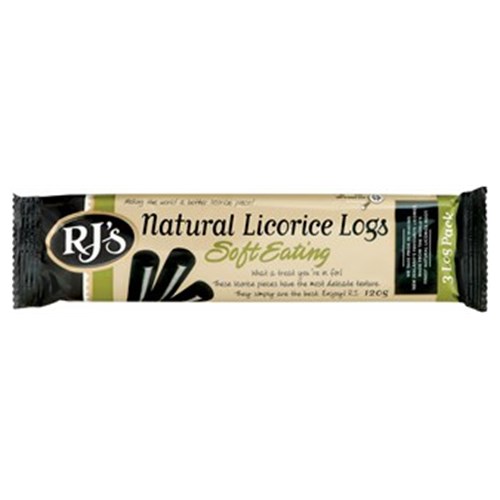 Making the world a better licorice place!
RJ's
Natural Licorice Logs
Soft Eating
What a treat you're in for!
These licorice pieces have the most delicate texture.
They simply are the best. Enjoy! RJ.
120g
3 Log Pack